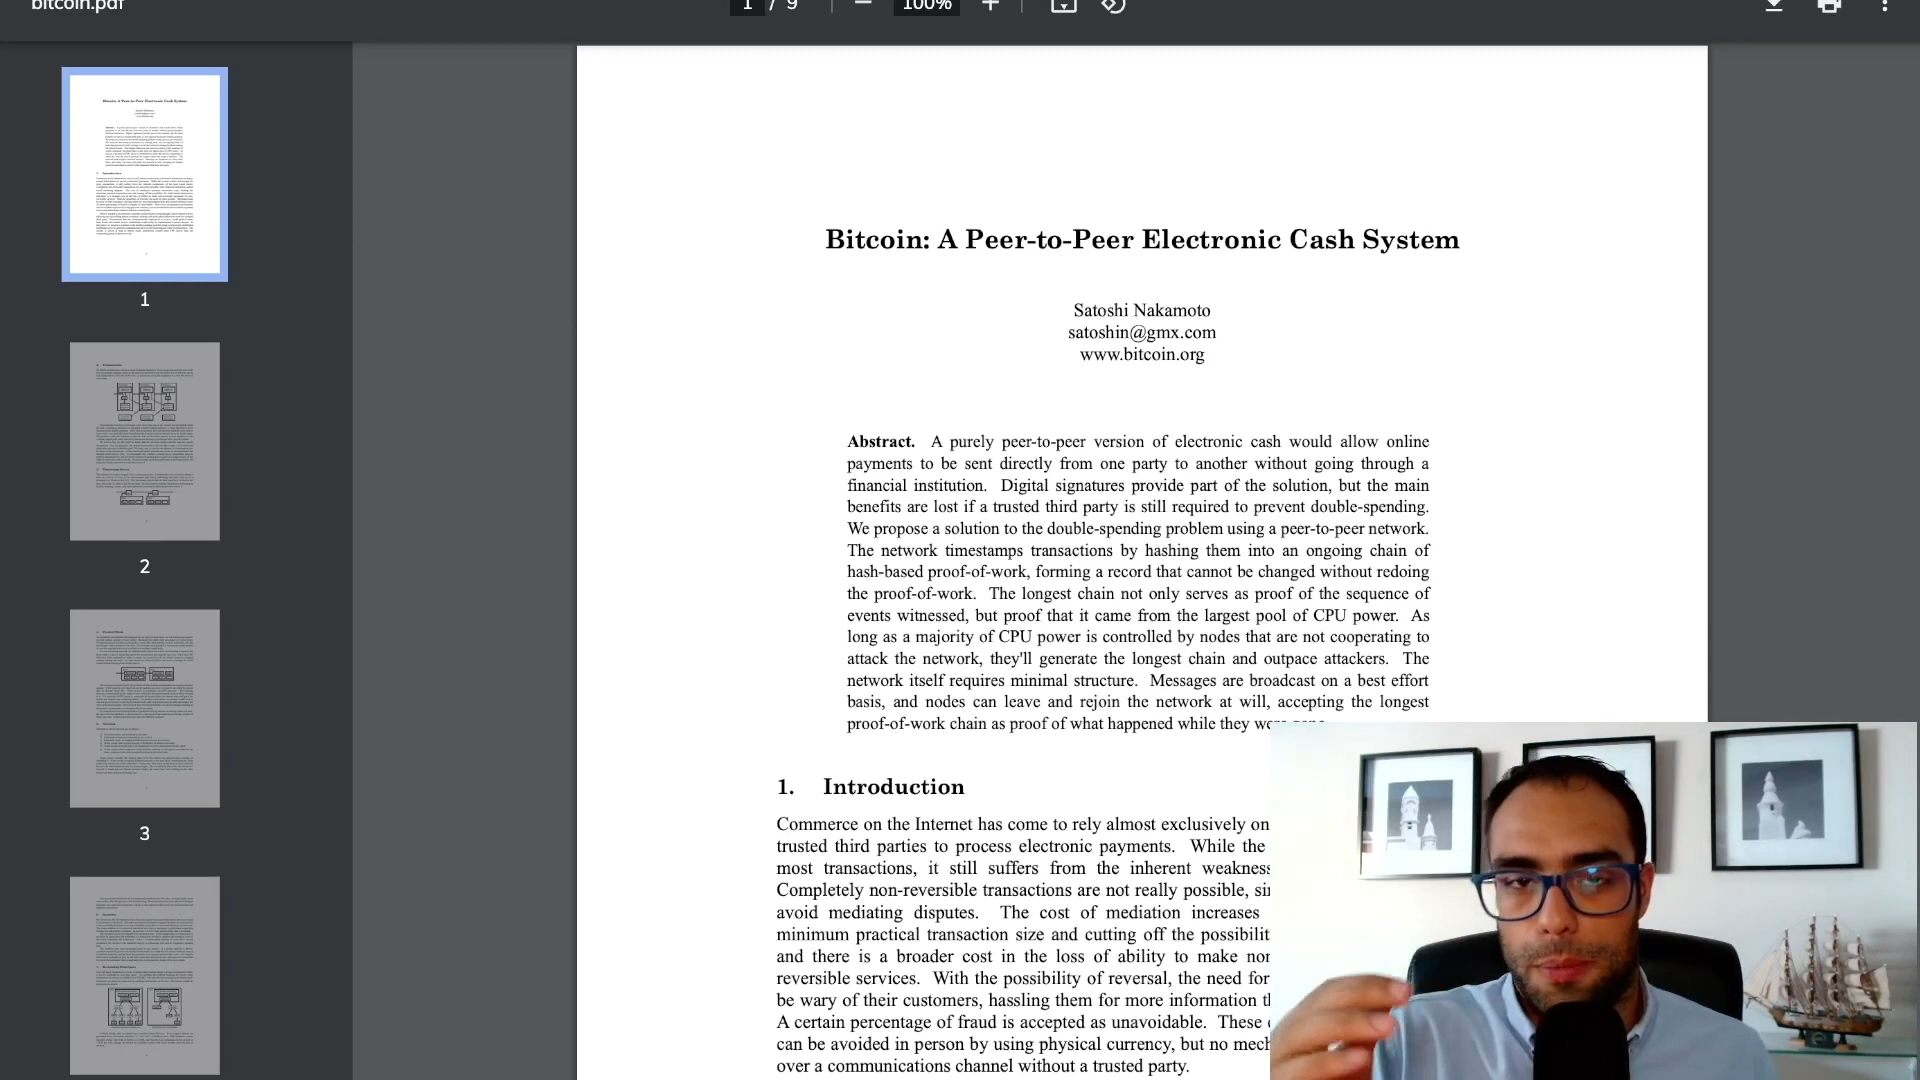 bitcoin.pdf
1 / 9
100%
1
2
3
Bitcoin: A Peer-to-Peer Electronic Cash System
Satoshi Nakamoto
satoshin@gmx.com
www.bitcoin.org
Abstract. A purely peer-to-peer version of electronic cash would allow online
payments to be sent directly from one party to another without going through a
financial institution. Digital signatures provide part of the solution, but the main
benefits are lost if a trusted third party is still required to prevent double-spending.
We propose a solution to the double-spending problem using a peer-to-peer network.
The network timestamps transactions by hashing them into an ongoing chain of
hash-based proof-of-work, forming a record that cannot be changed without redoing
the proof-of-work. The longest chain not only serves as proof of the sequence of
events witnessed, but proof that it came from the largest pool of CPU power. As
long as a majority of CPU power is controlled by nodes that are not cooperating to
attack the network, they'll generate the longest chain and outpace attackers. The
network itself requires minimal structure. Messages are broadcast on a best effort
basis, and nodes can leave and rejoin the network at will, accepting the longest
proof-of-work chain as proof of what happened while they
1. Introduction
Commerce on the Internet has come to rely almost exclusively on
trusted third parties to process electronic payments. While the
most transactions, it still suffers from the inherent
Completely non-reversible transactions are not really possible,
avoid mediating disputes. The cost of mediation increases
minimum practical transaction size and cutting off the
and there is a broader cost in the loss of ability to make
reversible services. With the possibility of reversal, the need for
be wary of their customers, hassling them for more information
A certain percentage of fraud is accepted as unavoidable. These
can be avoided in person by using physical currency, but no
over a communications channel without a trusted party.